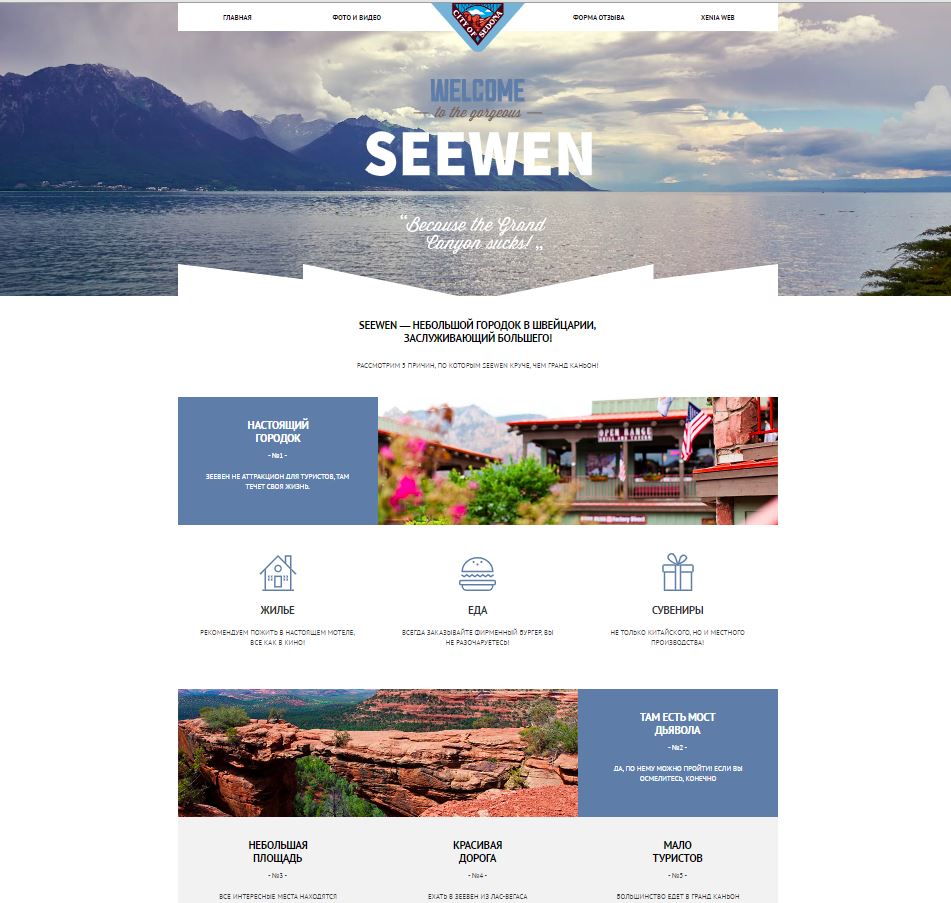 ГЛАВНАЯ
ФОТО И ВИДЕО
CITY OF SEDONA
ФОРМА ОТЗЫВА
XENIA WEB
WELCOME
to the gorgeous
SEEWEN
“Because the Grand
Canyon sucks! „
SEEWEN — НЕБОЛЬШОЙ ГОРОДОК В ШВЕЙЦАРИИ,
ЗАСЛУЖИВАЮЩИЙ БОЛЬШЕГО!
РАССМОТРИМ 5 ПРИЧИН, ПО КОТОРЫМ SEEWEN КРУЧЕ, ЧЕМ ГРАНД КАНЬОН!
НАСТОЯЩИЙ
ГОРОДОК
- №1 -
ЗЕЕВЕН НЕ АТТРАКЦИОН ДЛЯ ТУРИСТОВ, ТАМ
ТЕЧЕТ СВОЯ ЖИЗНЬ.
OPEN RANGE
GRILL AND TAVERN
ЖИЛЬЕ
РЕКОМЕНДУЕМ ПОЖИТЬ В НАСТОЯЩЕМ МОТЕЛЕ,
ВСЕ КАК В КИНО!
ЕДА
ВСЕГДА ЗАКАЗЫВАЙТЕ ФИРМЕННЫЙ БУРГЕР, ВЫ
НЕ РАЗОЧАРУЕТЕСЬ!
СУВЕНИРЫ
НЕ ТОЛЬКО КИТАЙСКОГО, НО И МЕСТНОГО
ПРОИЗВОДСТВА!
ТАМ ЕСТЬ МОСТ
ДЬЯВОЛА
- №2 -
ДА, ПО НЕМУ МОЖНО ПРОЙТИ! ЕСЛИ ВЫ
ОСМЕЛИТЕСЬ, КОНЕЧНО
НЕБОЛЬШАЯ
ПЛОЩАДЬ
- №3 -
ВСЕ ИНТЕРЕСНЫЕ МЕСТА НАХОДЯТСЯ
КРАСИВАЯ
ДОРОГА
- №4 -
ЕХАТЬ В ЗЕЕВЕН ИЗ ЛАС-ВЕГАСА
МАЛО
ТУРИСТОВ
- №5 -
БОЛЬШИНСТВО ЕДЕТ В ГРАНД КАНЬОН